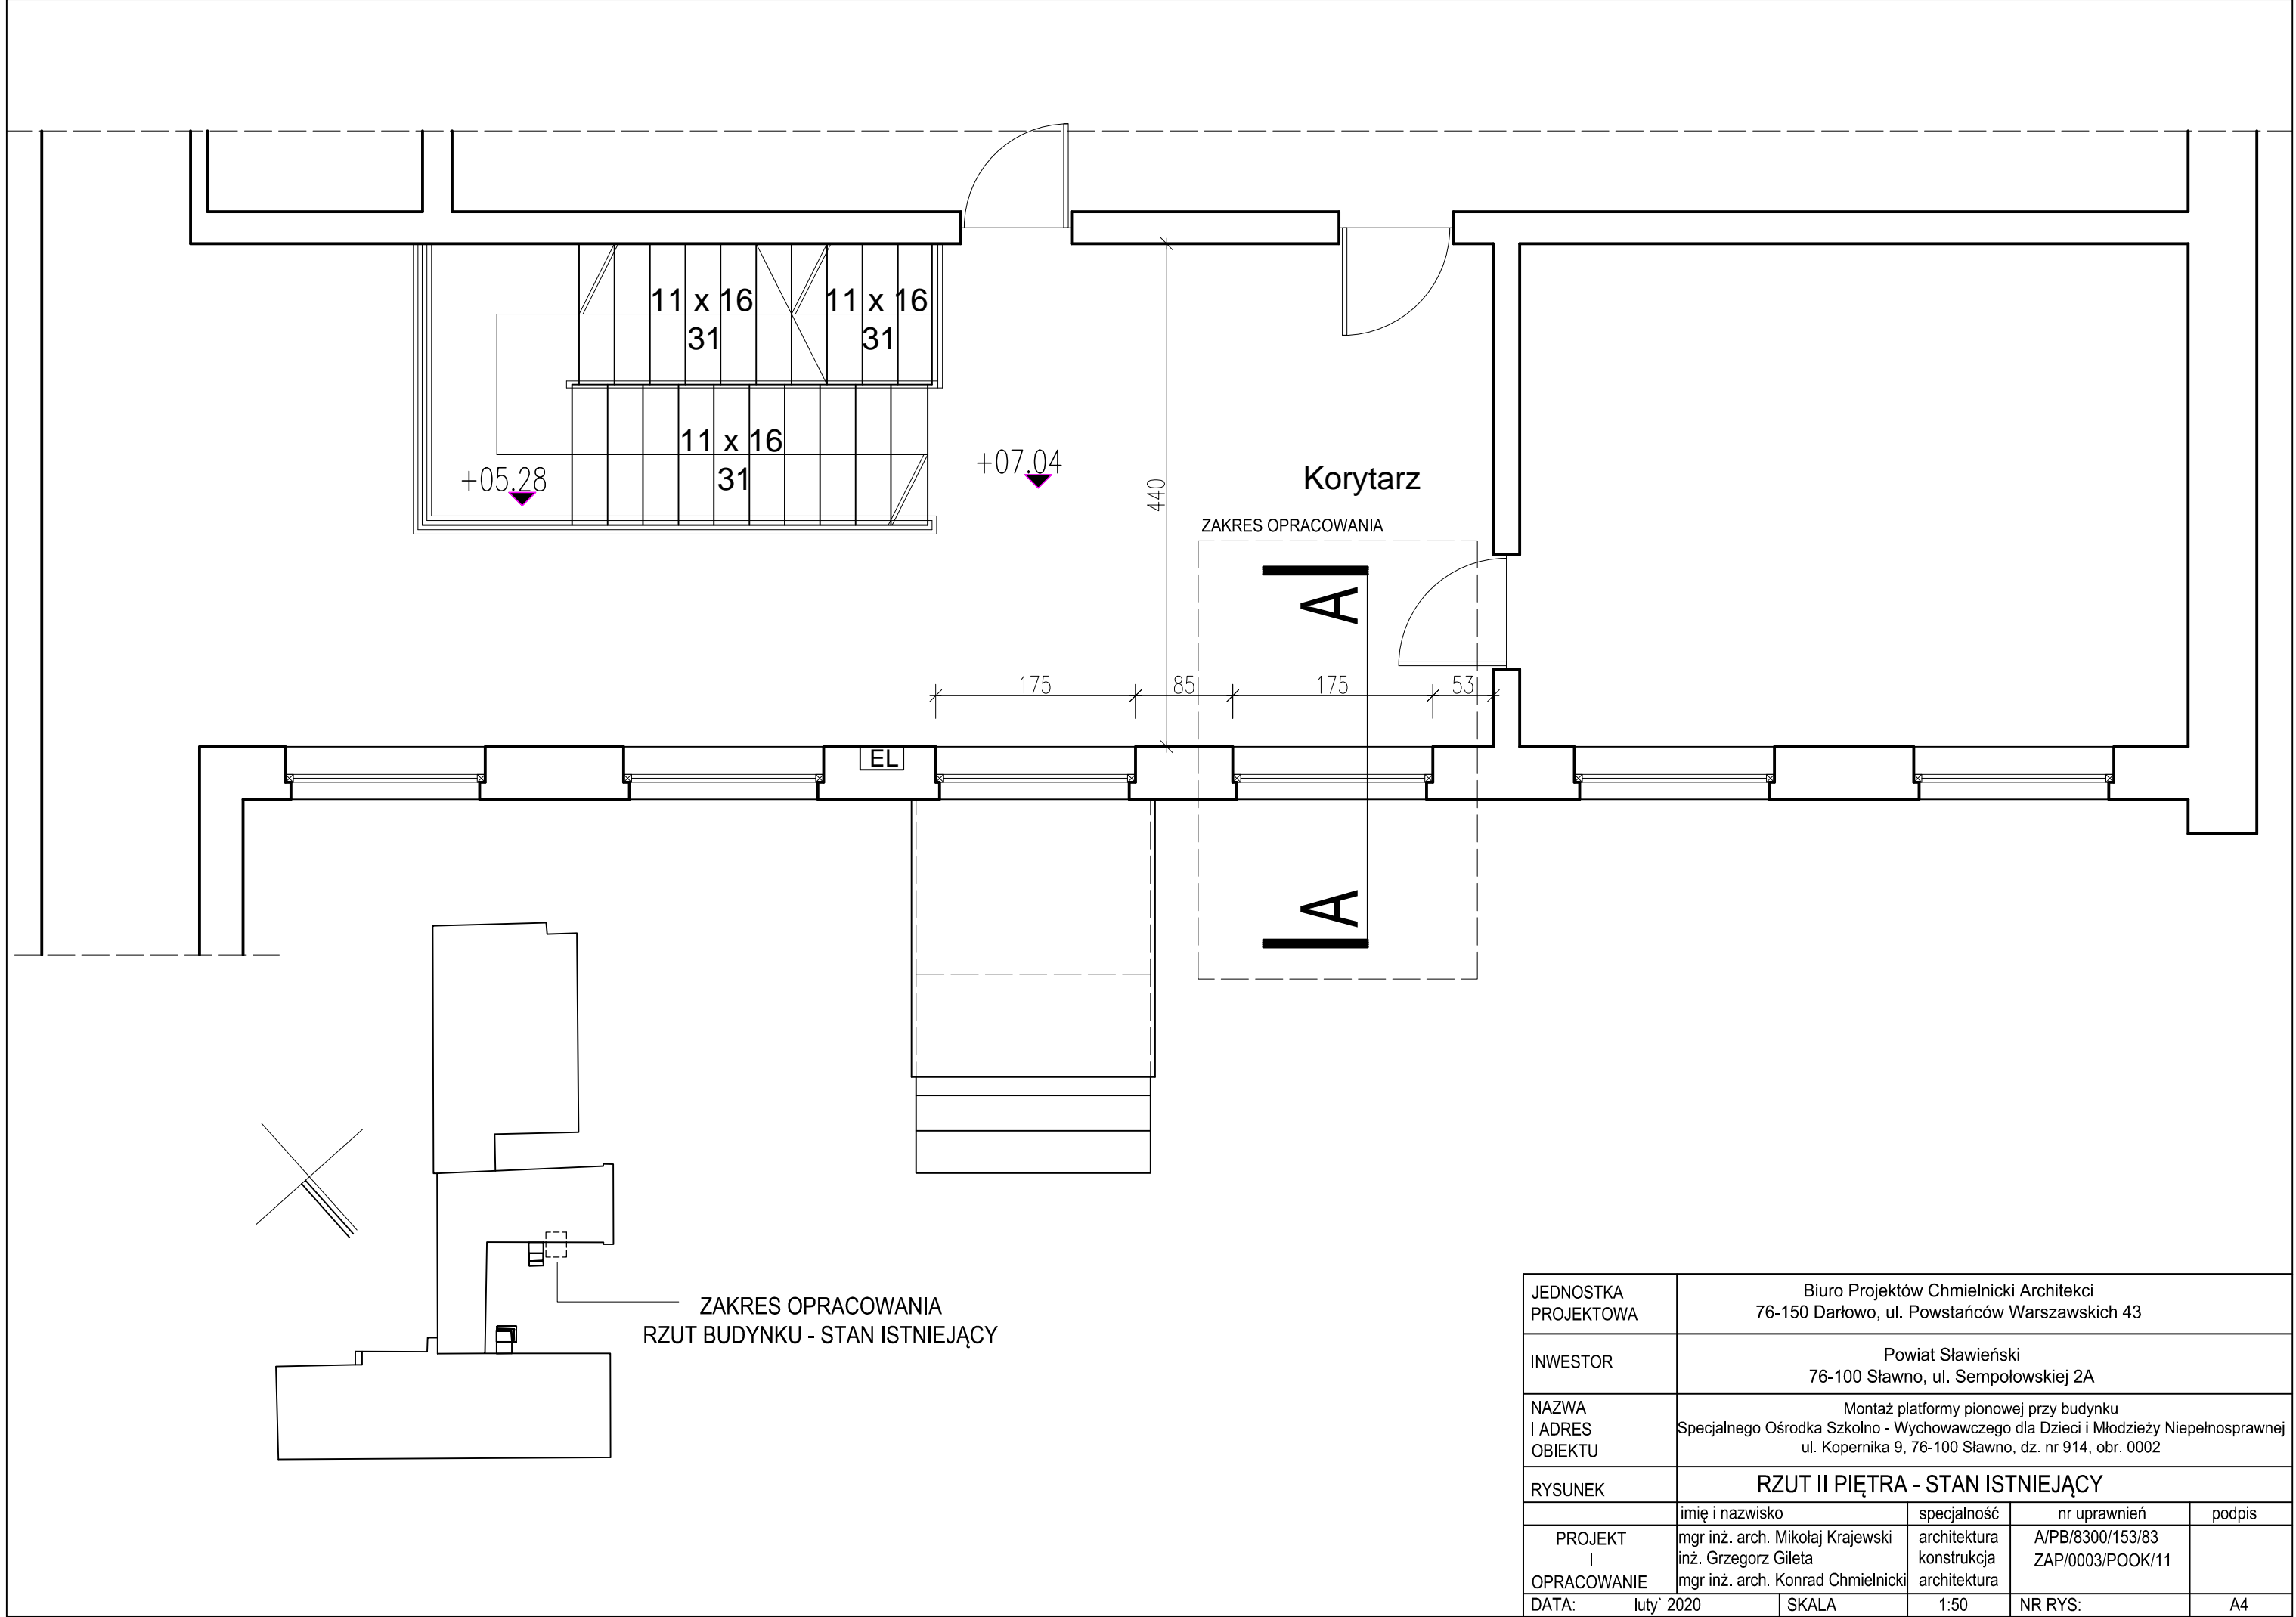 11 x 16
31
11 x 16
31
11 x 16
31
+05.28
+07.04
440
Korytarz
ZAKRES OPRACOWANIA
A
175
85
175
53
EL
A
ZAKRES OPRACOWANIA
RZUT BUDYNKU - STAN ISTNIEJĄCY
JEDNOSTKA
PROJEKTOWA
Biuro Projektów Chmielnicki Architekci
76-150 Darłowo, ul. Powstańców Warszawskich 43
INWESTOR
Powiat Sławieński
76-100 Sławno, ul. Sempołowskiej 2A
NAZWA
I ADRES
OBIEKTU
Montaż platformy pionowej przy budynku
Specjalnego Ośrodka Szkolno - Wychowawczego dla Dzieci i Młodzieży Niepełnosprawnej
ul. Kopernika 9, 76-100 Sławno, dz. nr 914, obr. 0002
RYSUNEK
RZUT II PIĘTRA - STAN ISTNIEJĄCY
imię i nazwisko specjalność nr uprawnień podpis
PROJEKT
I
OPRACOWANIE
mgr inż. arch. Mikołaj Krajewski architektura A/PB/8300/153/83
inż. Grzegorz Gileta konstrukcja ZAP/0003/POOK/11
mgr inż. arch. Konrad Chmielnicki architektura
DATA: luty` 2020 SKALA 1:50 NR RYS: A4